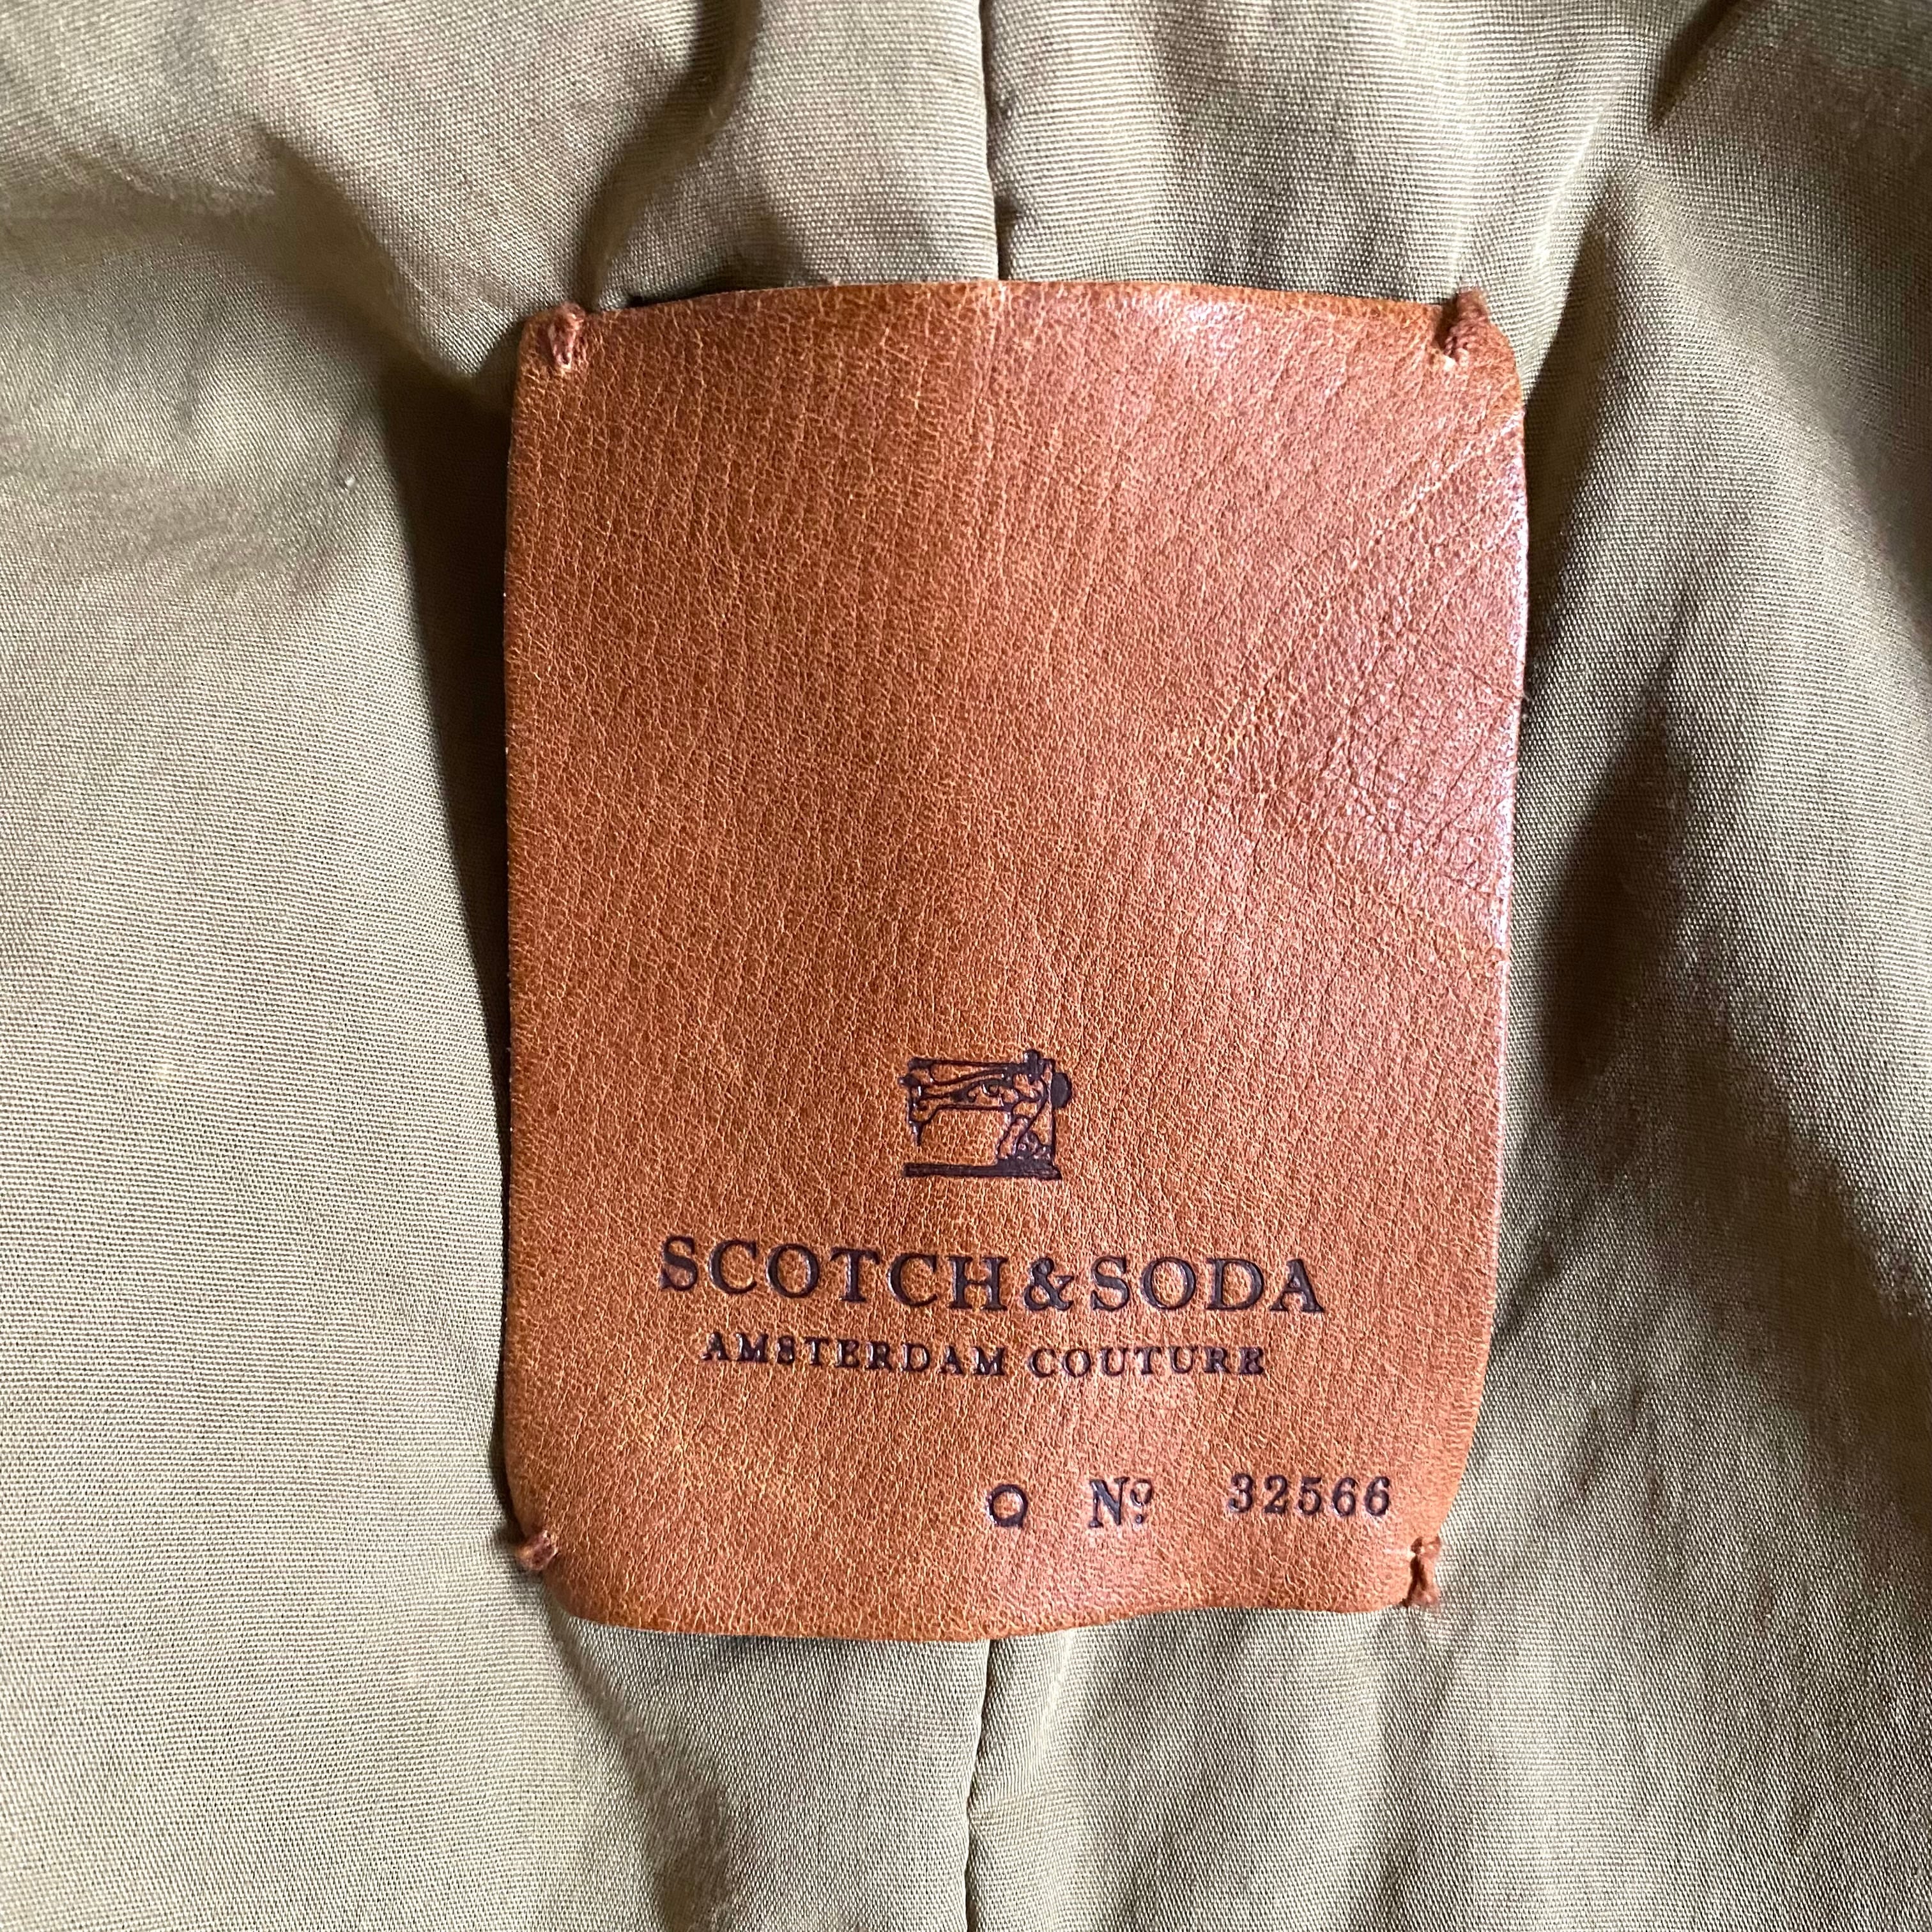 SCOTCH & SODA
AMSTERDAM COUTURE
Q Nº 32566